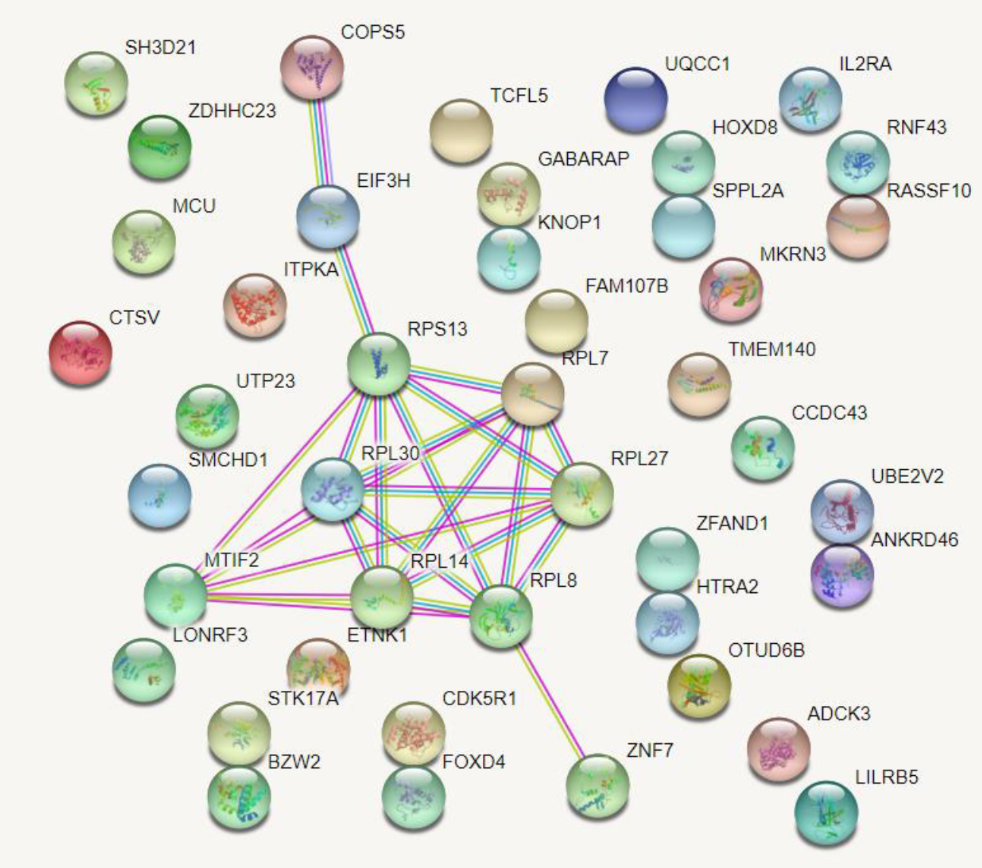 COPS5
SH3D21
UQCC1
IL2RA
TCFL5
ZDHHC23
HOXD8
RNF43
GABARAP
EIF3H
SPPL2A
RASSF10
MCU
KNOP1
MKRN3
ITPKA
FAM107B
CTSV
RPS13
TMEM140
RPL7
UTP23
CCDC43
RPL30
RPL27
SMCHD1
UBE2V2
ZFAND1
ANKRD46
MTIF2
RPL14
RPL8
HTRA2
LONRF3
ETNK1
OTUD6B
STK17A
CDK5R1
ADCK3
ZNF7
BZW2
FOXD4
LILRB5